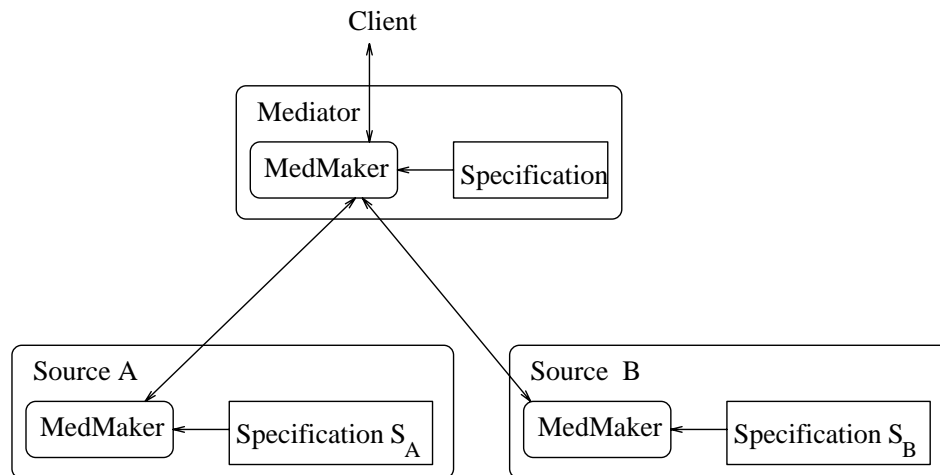 Client
Mediator
MedMaker
Specification
Source A
MedMaker
Specification S_A
Source B
MedMaker
Specification S_B